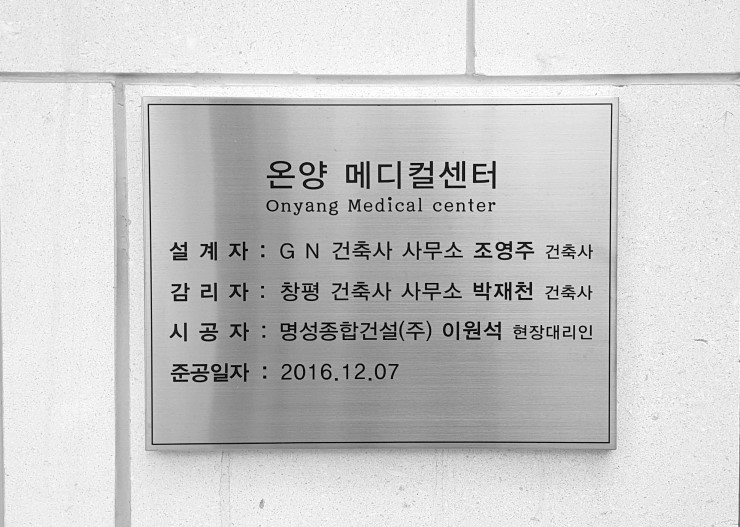 온양 메디컬센터
Onyang Medical center
설 계 자 : G N 건축사 사무소 조영주 건축사
감 리 자 : 창평 건축사 사무소 박재천 건축사
시 공 자 : 명성종합건설(주) 이원석 현장대리인
준공일자 : 2016.12.07